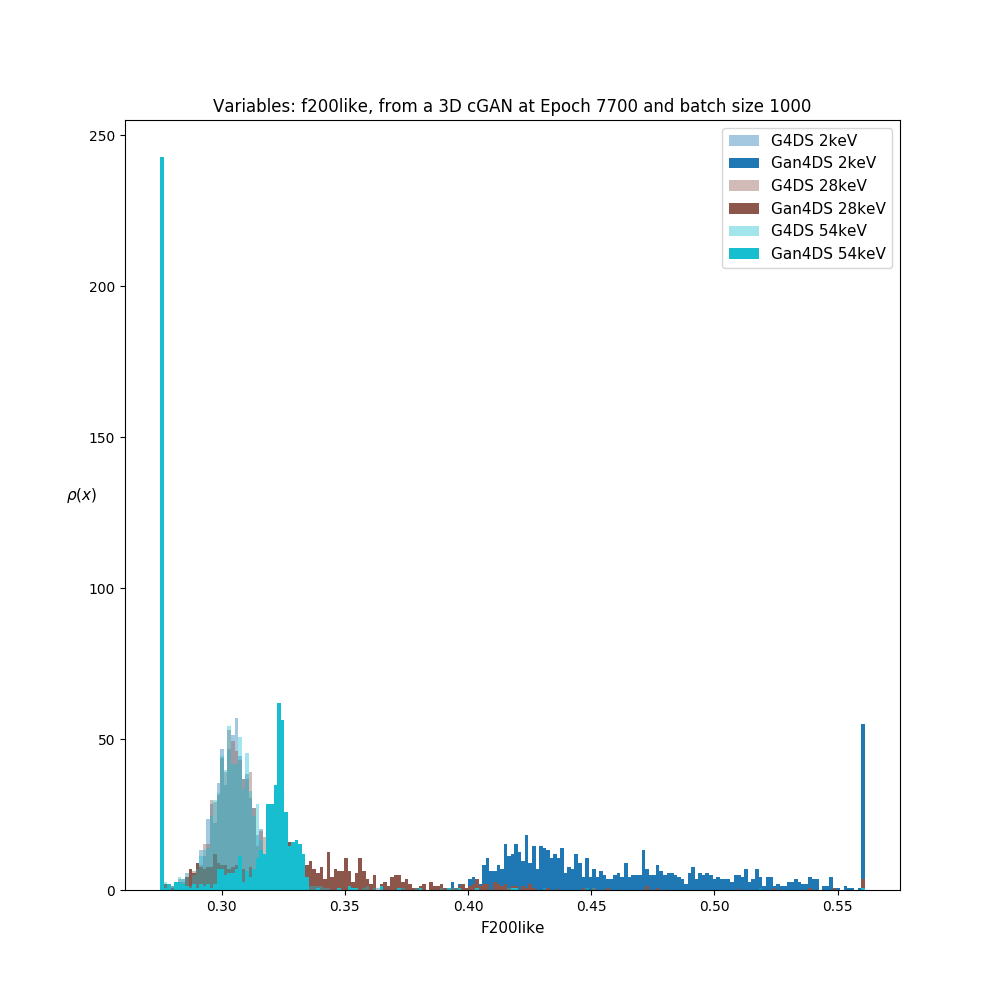 Variables: f200like, from a 3D cGAN at Epoch 7700 and batch size 1000
G4DS 2keV
Gan4DS 2keV
G4DS 28keV
Gan4DS 28keV
G4DS 54keV
Gan4DS 54keV
250
200
150
100
50
0
ρ(x)
0.30 0.35 0.40 0.45 0.50 0.55
F200like